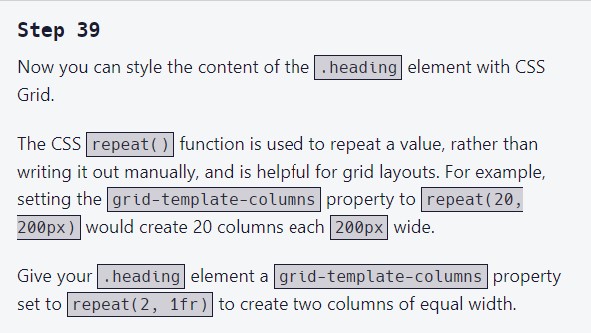 Step 39
Now you can style the content of the .heading element with CSS
Grid.
The CSS repeat() function is used to repeat a value, rather than
writing it out manually, and is helpful for grid layouts. For example,
setting the grid-template-columns property to repeat(20,
200px) would create 20 columns each 200px wide.
Give your .heading element a grid-template-columns property
set to repeat(2, 1fr) to create two columns of equal width.